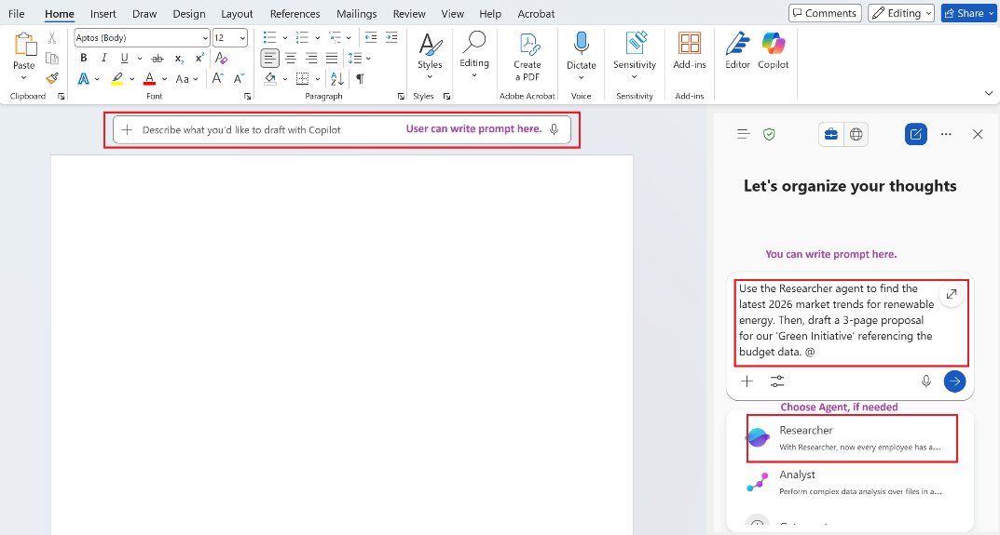 File Home Insert Draw Design Layout References Mailings Review View Help Acrobat
Comments Editing Share
Aptos (Body) 12
Paste
B I U ab x₂ x²
A A A Aa A A
Styles
Editing
Create
a PDF
Dictate
Sensitivity
Add-ins
Editor
Copilot
Clipboard Font Paragraph Styles Adobe Acrobat Voice Sensitivity Add-ins
Describe what you'd like to draft with Copilot User can write prompt here.
Let's organize your thoughts
You can write prompt here.
Use the Researcher agent to find the
latest 2026 market trends for renewable
energy. Then, draft a 3-page proposal
for our 'Green Initiative' referencing the
budget data. @
Choose Agent, if needed
Researcher
With Researcher, now every employee has a...
Analyst
Perform complex data analysis over files in a...